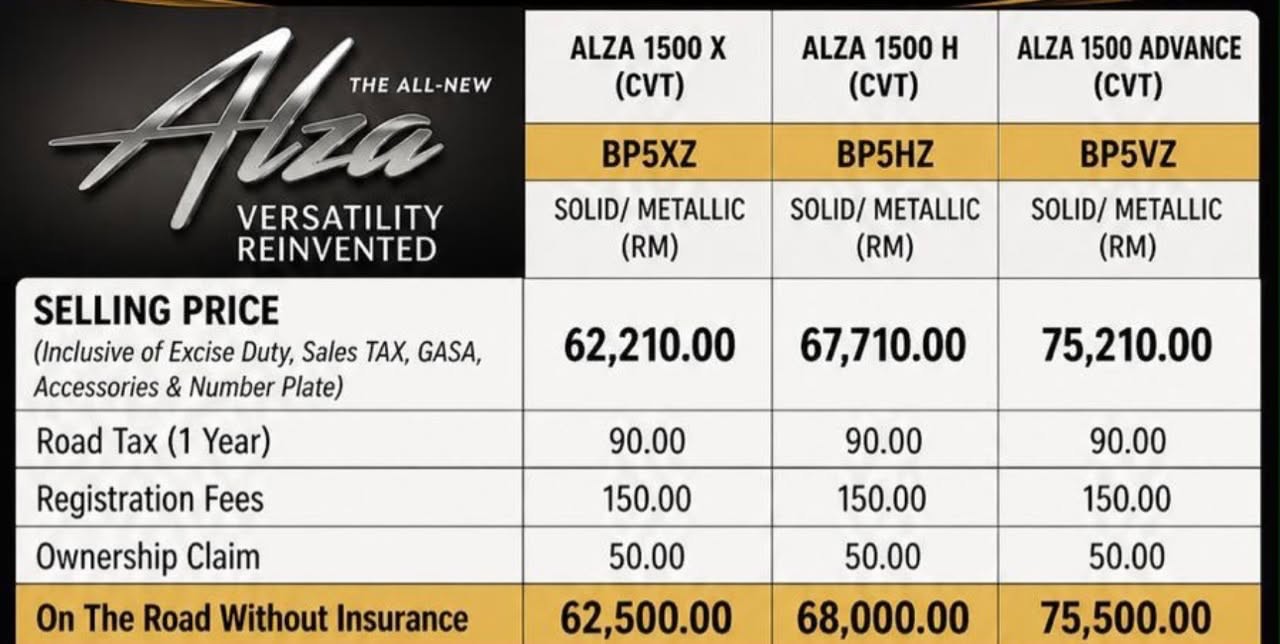 THE ALL-NEW
Alza
VERSATILITY
REINVENTED
ALZA 1500 X
(CVT)
ALZA 1500 H
(CVT)
ALZA 1500 ADVANCE
(CVT)
BP5XZ BP5HZ BP5VZ
SOLID/ METALLIC
(RM)
SOLID/ METALLIC
(RM)
SOLID/ METALLIC
(RM)
SELLING PRICE
(Inclusive of Excise Duty, Sales TAX, GASA,
Accessories & Number Plate)
62,210.00 67,710.00 75,210.00
Road Tax (1 Year) 90.00 90.00 90.00
Registration Fees 150.00 150.00 150.00
Ownership Claim 50.00 50.00 50.00
On The Road Without Insurance 62,500.00 68,000.00 75,500.00